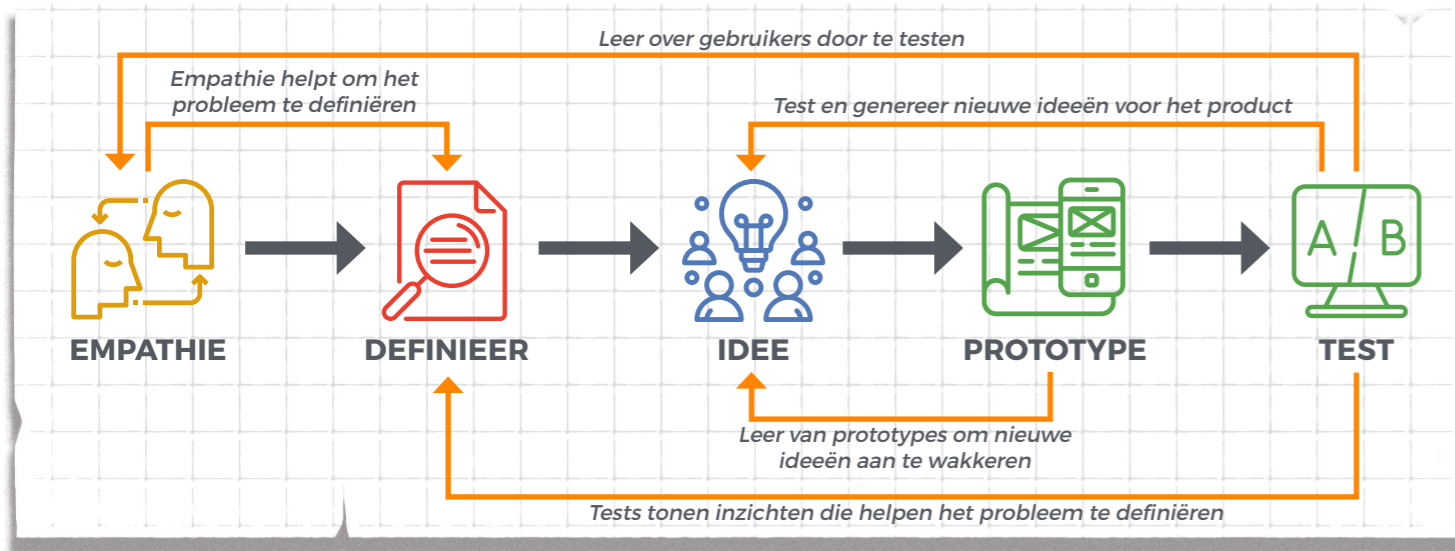 Leer over gebruikers door te testen
Empathie helpt om het
probleem te definiëren
Test en genereer nieuwe ideeën voor het product
A B
EMPATHIE
DEFINIEER
IDEE
PROTOTYPE
TEST
Leer van prototypes om nieuwe
ideeën aan te wakkeren
Tests tonen inzichten die helpen het probleem te definiëren